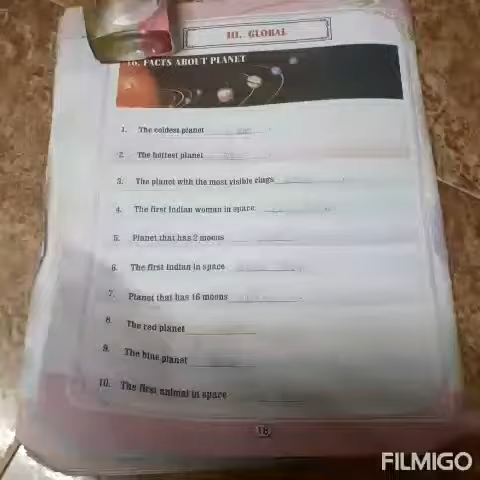 III. GLOBAL
16. FACTS ABOUT PLANET
1. The coldest planet
2. The hottest planet
3. The planet with the most visible rings
4. The first Indian woman in space
5. Planet that has 2 moons
6. The first Indian in space
7. Planet that has 16 moons
8. The red planet
9. The blue planet
10. The first animal in space
18
FILMIGO